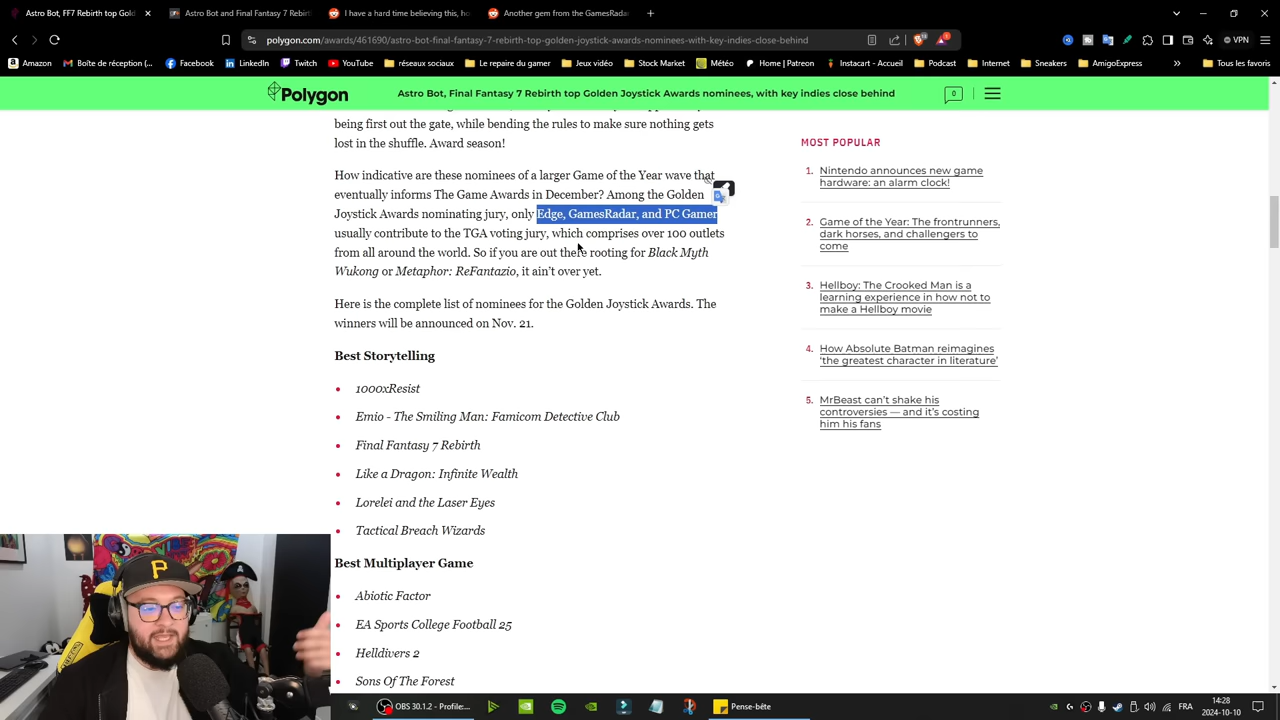 Astro Bot, FF7 Rebirth top Gold
Astro Bot and Final Fantasy 7 Rebirt
I have a hard time believing this, ho
Another gem from the GamesRadar
polygon.com/awards/461690/astro-bot-final-fantasy-7-rebirth-top-golden-joystick-awards-nominees-with-key-indies-close-behind
VPN
Amazon
Boîte de réception (...
Facebook
LinkedIn
Twitch
YouTube
réseaux sociaux
Le repaire du gamer
Jeux vidéo
Stock Market
Météo
Home | Patreon
Instacart - Accueil
Podcast
Internet
Sneakers
AmigoExpress
Tous les favoris
Polygon
Astro Bot, Final Fantasy 7 Rebirth top Golden Joystick Awards nominees, with key indies close behind
0
being first out the gate, while bending the rules to make sure nothing gets
lost in the shuffle. Award season!
How indicative are these nominees of a larger Game of the Year wave that
eventually informs The Game Awards in December? Among the Golden
Joystick Awards nominating jury, only Edge, GamesRadar, and PC Gamer
usually contribute to the TGA voting jury, which comprises over 100 outlets
from all around the world. So if you are out there rooting for Black Myth
Wukong or Metaphor: ReFantazio, it ain't over yet.
Here is the complete list of nominees for the Golden Joystick Awards. The
winners will be announced on Nov. 21.
Best Storytelling
1000xResist
Emio - The Smiling Man: Famicom Detective Club
Final Fantasy 7 Rebirth
Like a Dragon: Infinite Wealth
Lorelei and the Laser Eyes
Tactical Breach Wizards
Best Multiplayer Game
Abiotic Factor
EA Sports College Football 25
Helldivers 2
Sons Of The Forest
MOST POPULAR
1. Nintendo announces new game
hardware: an alarm clock!
2. Game of the Year: The frontrunners,
dark horses, and challengers to
come
3. Hellboy: The Crooked Man is a
learning experience in how not to
make a Hellboy movie
4. How Absolute Batman reimagines
'the greatest character in literature'
5. MrBeast can't shake his
controversies — and it's costing
him his fans
P
OBS 30.1.2 - Profile:...
Pense-bête
FRA
14:28
2024-10-10